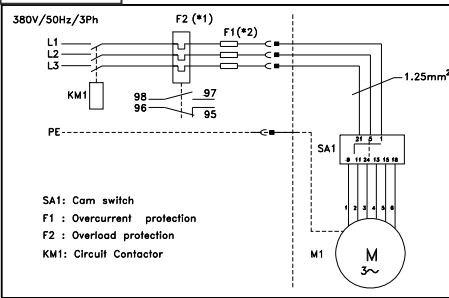 380V/50Hz/3Ph
F2 (*1)
F1(*2)
L1
L2
L3
1.25mm²
KM1
98 97
96 95
PE
SA1
21 5 1
9 11 24 13 15 18
1 2 3 4 5 6
SA1: Cam switch
F1 : Overcurrent protection
F2 : Overload protection
KM1: Circuit Contactor
M1
M
3~